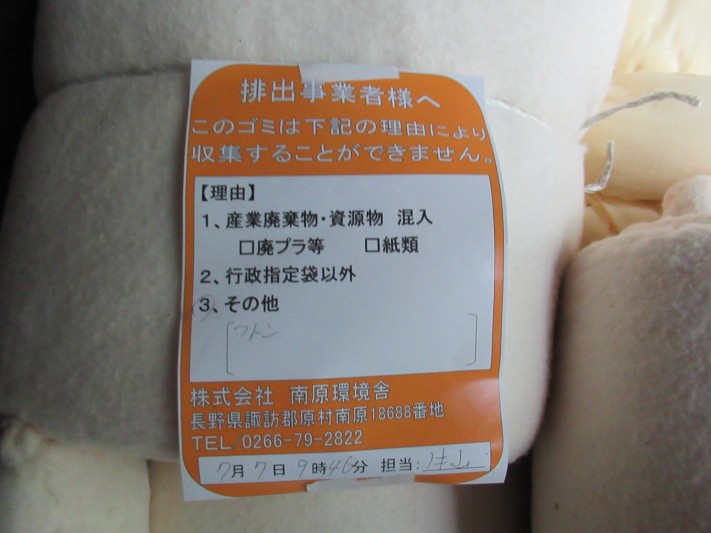 排出事業者様へ
このゴミは下記の理由により
収集することができません。
【理由】
1、産業廃棄物・資源物 混入
□廃プラ等 □紙類
2、行政指定袋以外
3、その他
フトン
株式会社 南原環境舎
長野県諏訪郡原村南原18688番地
TEL 0266-79-2822
7月7日9時46分 担当: